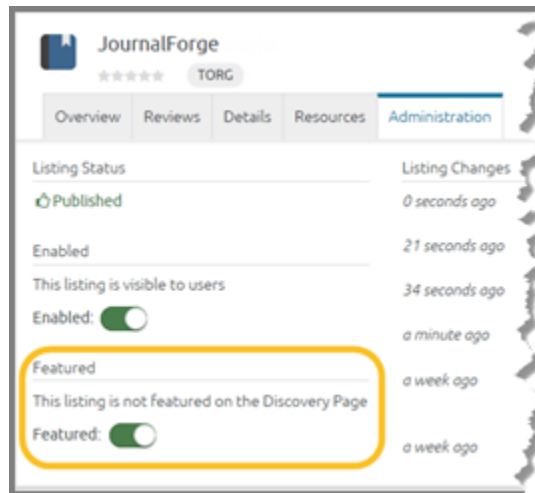 JournalForge
TORG
Overview Reviews Details Resources Administration
Listing Status
Published
Enabled
This listing is visible to users
Enabled:
Featured
This listing is not featured on the Discovery Page
Featured:
Listing Changes
0 seconds ago
21 seconds ago
34 seconds ago
a minute ago
a week ago
a week ago